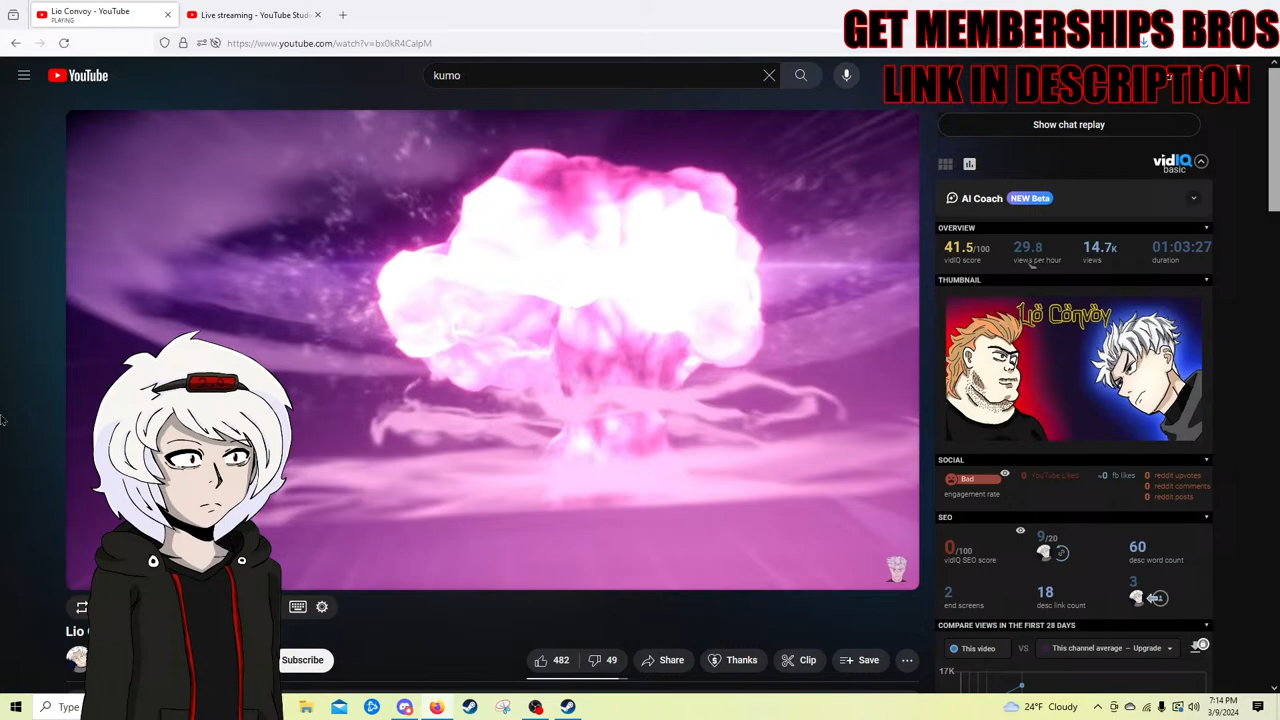 Lio Convoy - YouTube
PLAYING
Live streaming - YouTube Studio
GET MEMBERSHIPS BROS
https://www.youtube.com/watch?v=bx0kR4CalpM
LINK IN DESCRIPTION
YouTube
kumo
Show chat replay
vidIQ
basic
AI Coach NEW Beta
OVERVIEW
41.5/100 29.8 14.7K 01:03:27
vidIQ score views per hour views duration
THUMBNAIL
Lio Convoy
SOCIAL
Bad 0 YouTube Likes ~0 fb likes 0 reddit upvotes
0 reddit comments
engagement rate 0 reddit posts
SEO
0/100 9/20 60
vidIQ SEO score desc word count
2 18 3
end screens desc link count
COMPARE VIEWS IN THE FIRST 28 DAYS
Lio
This video VS This channel average – Upgrade
Subscribe 482 49 Share Thanks Clip Save
17K
Type
24°F Cloudy
7:14 PM
3/9/2024